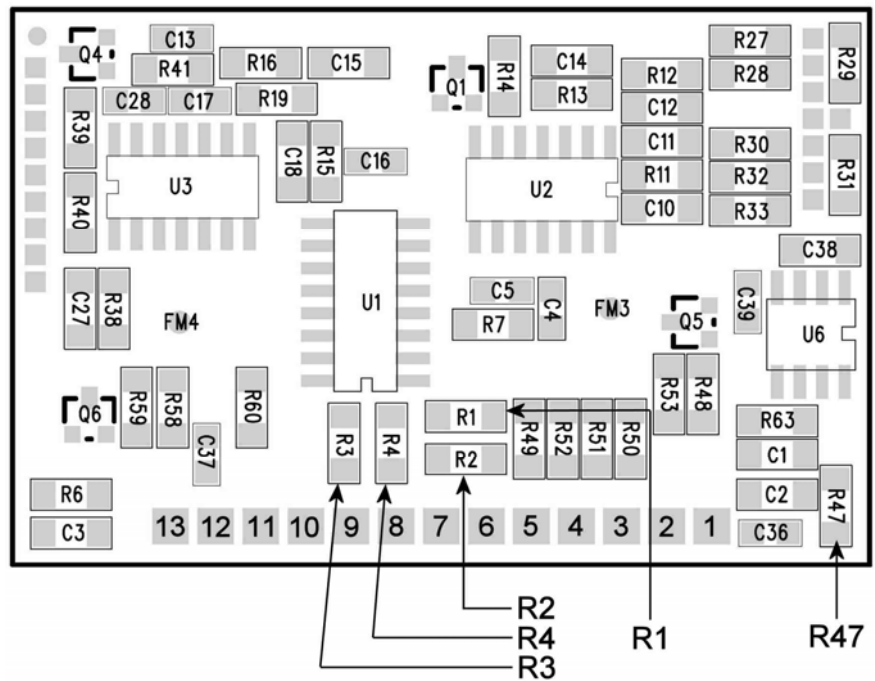 C13
Q4
R41
R16
C15
C28
C17
R19
R39
R40
U3
C18
R15
C16
Q1
R14
C14
R13
R12
C12
C11
R11
C10
R27
R28
R29
R30
R32
R33
R31
U2
C38
C27
R38
FM4
U1
C5
R7
C4
FM3
Q5
C39
U6
Q6
R59
R58
R60
C37
R3
R4
R1
R2
R49
R52
R51
R50
R53
R48
R63
C1
C2
R47
C36
R6
C3
13 12 11 10 9 8 7 6 5 4 3 2 1
R2
R4
R3
R1
R47